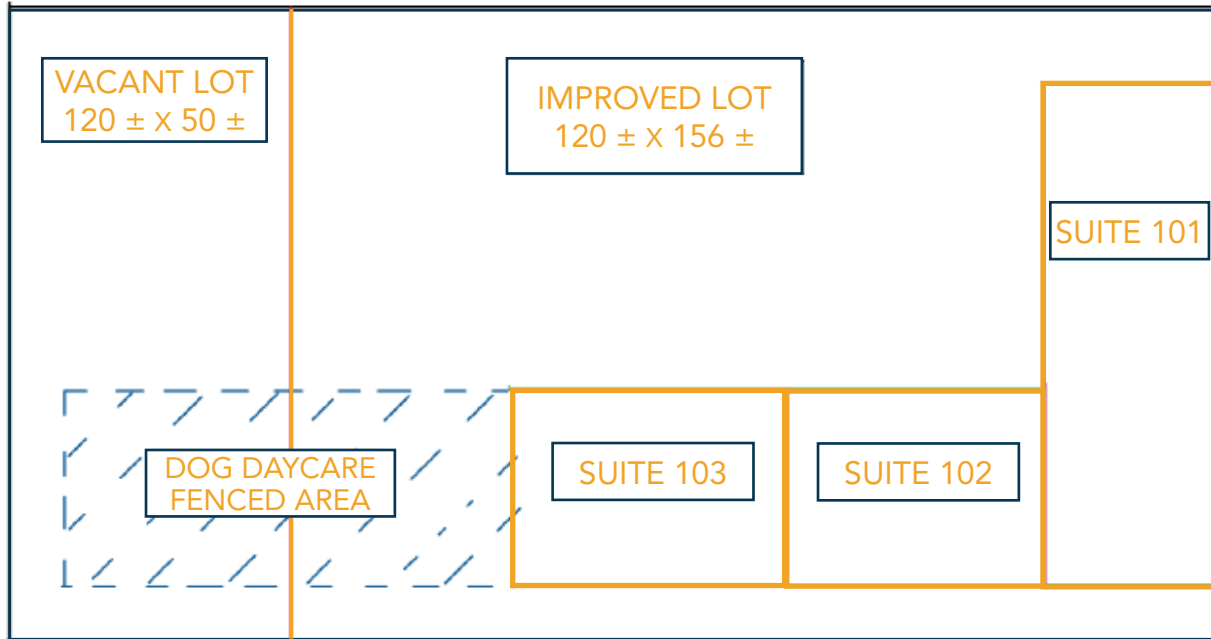 VACANT LOT
120 ± X 50 ±
IMPROVED LOT
120 ± X 156 ±
SUITE 101
DOG DAYCARE
FENCED AREA
SUITE 103
SUITE 102